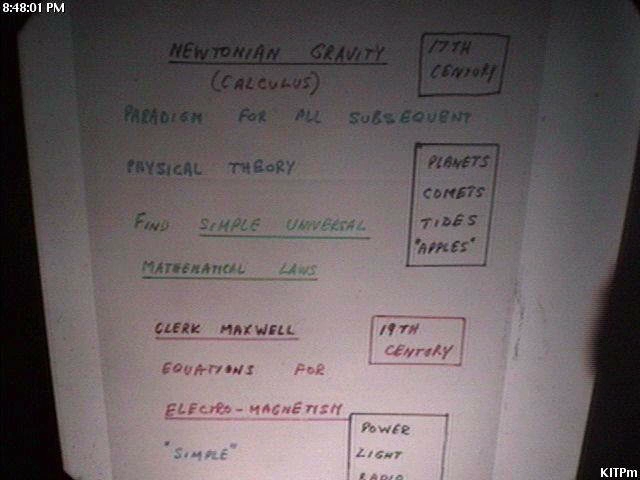 8:48:01 PM
NEWTONIAN GRAVITY
(CALCULUS)
17TH
CENTURY
PARADIGM FOR ALL SUBSEQUENT
PHYSICAL THEORY
PLANETS
COMETS
TIDES
"APPLES"
FIND SIMPLE UNIVERSAL
MATHEMATICAL LAWS
CLERK MAXWELL
19TH
CENTURY
EQUATIONS FOR
ELECTRO-MAGNETISM
"SIMPLE"
POWER
LIGHT
RADIO
KITPm